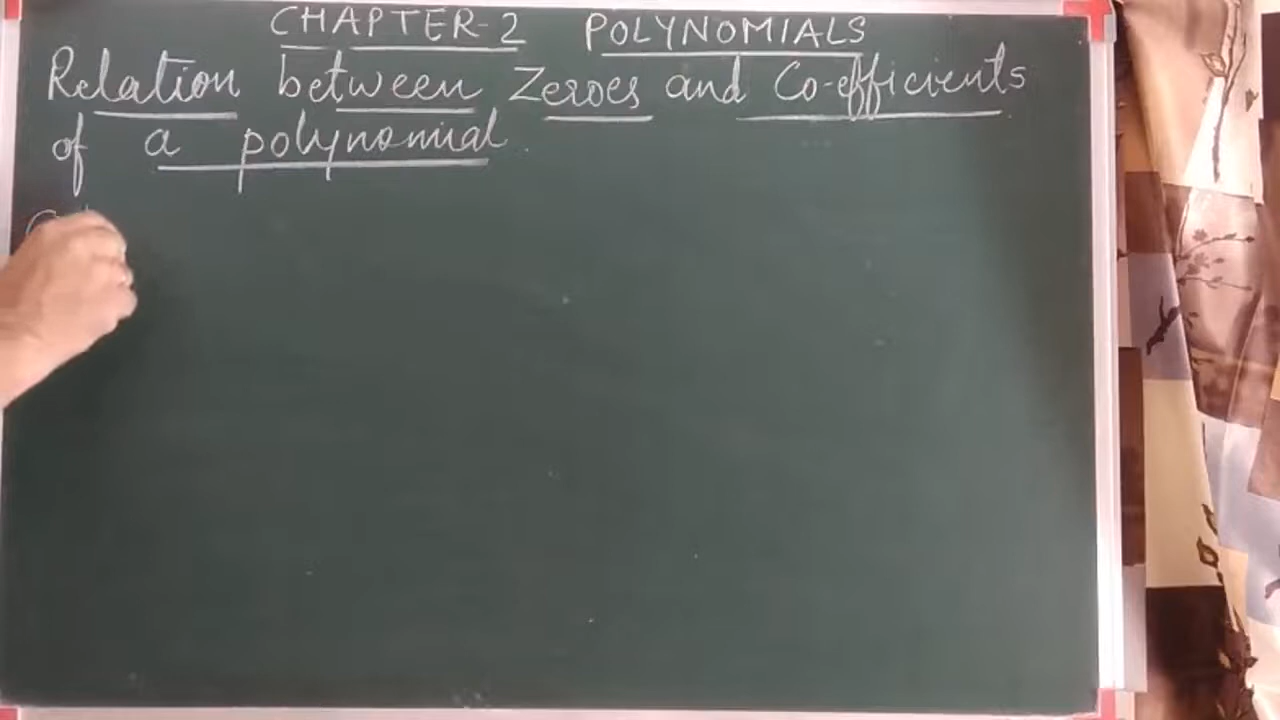 CHAPTER-2 POLYNOMIALS
Relation between Zeroes and Co-efficients
of a polynomial